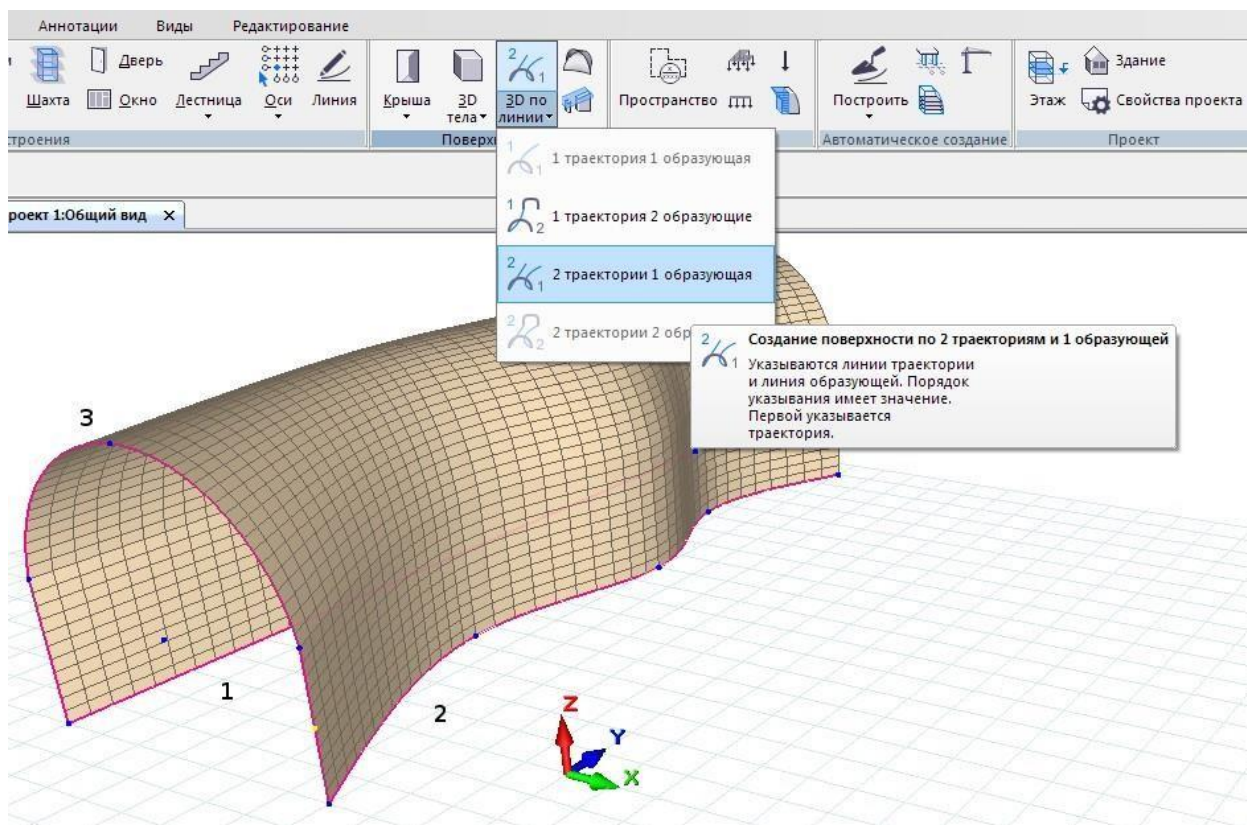 Аннотации Виды Редактирование
Дверь
Шахта Окно Лестница Оси Линия
Крыша 3D тела 3D по линии
Пространство
Построить
Этаж
Здание
Свойства проекта
троения
Поверх
Автоматическое создание
Проект
роект 1:Общий вид X
1 траектория 1 образующая
1 траектория 2 образующие
2 траектории 1 образующая
2 траектории 2 обр
Создание поверхности по 2 траекториям и 1 образующей
Указываются линии траектории
и линия образующей. Порядок
указывания имеет значение.
Первой указывается
траектория.
3
1
2
Z
Y
X